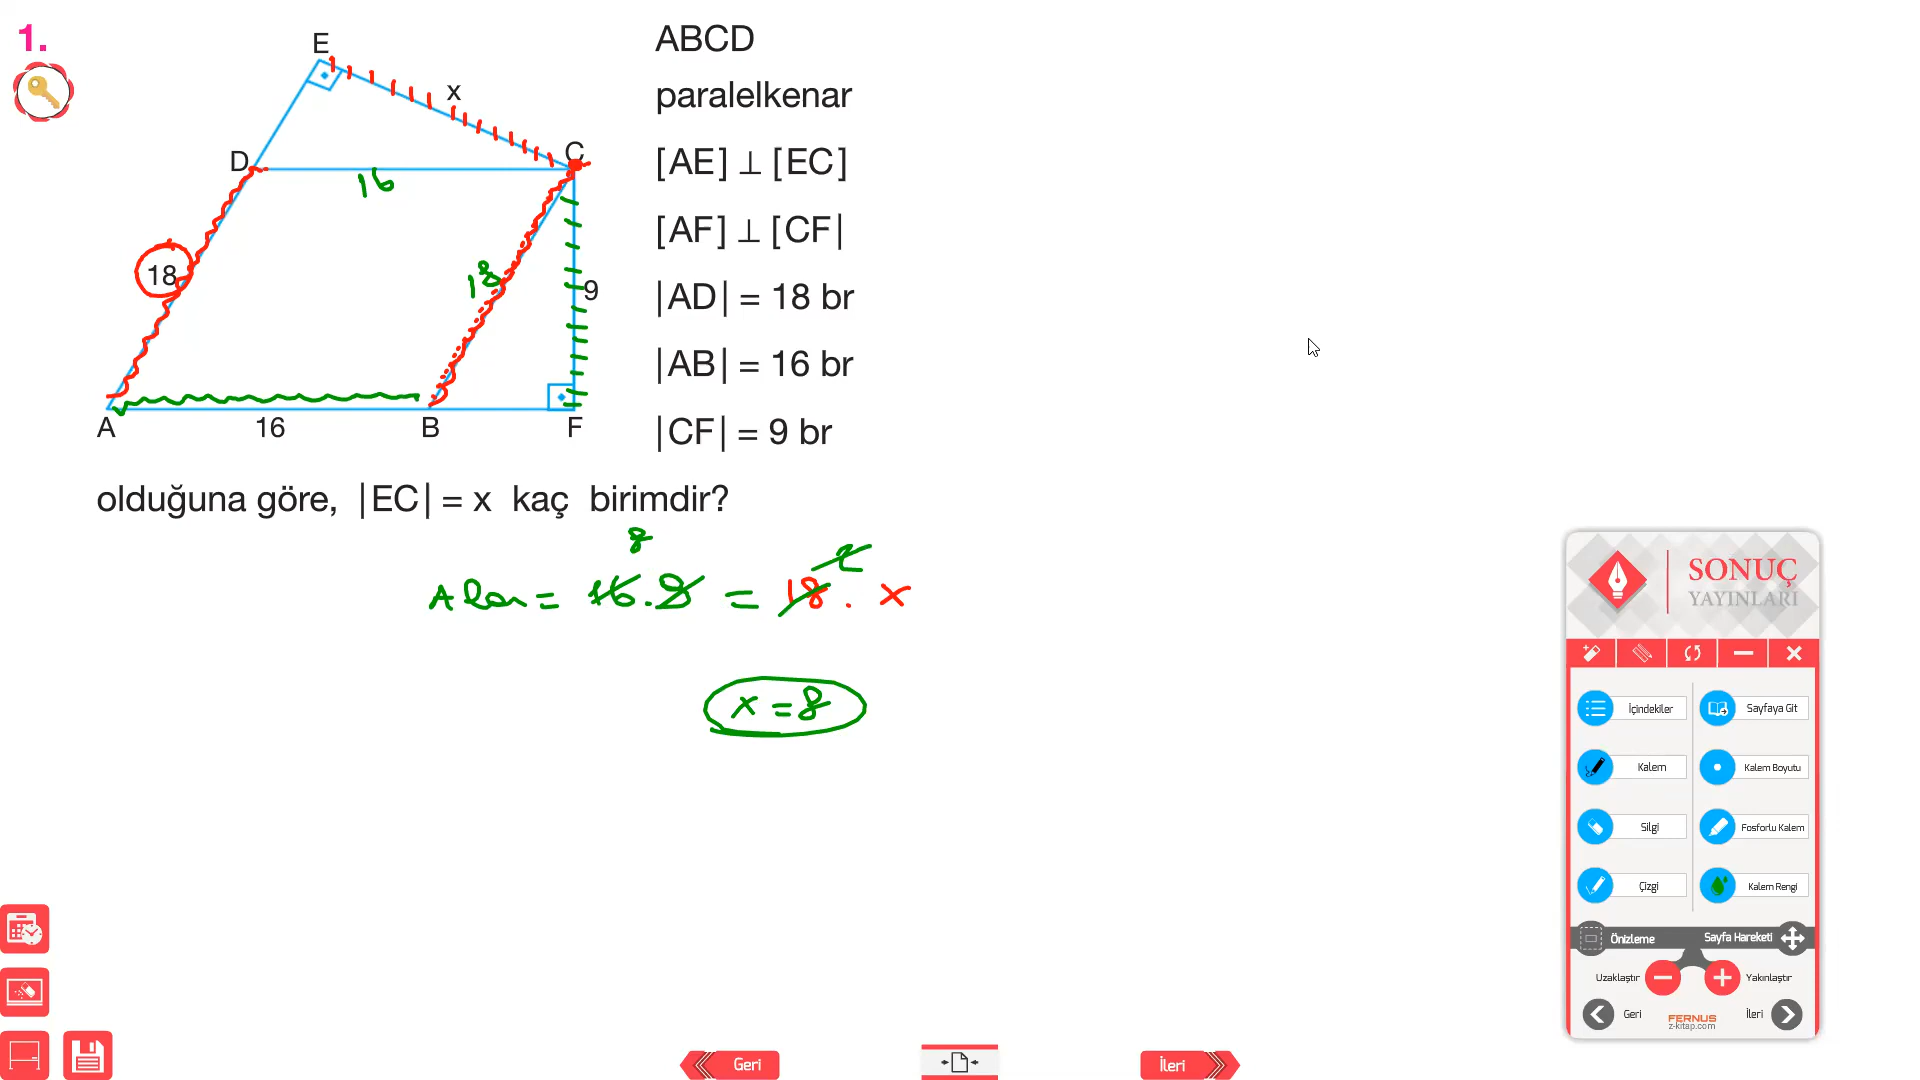 1.
E
x
D
C
16
18
18
9
A
16
B
F
ABCD
paralelkenar
[AE] ⊥ [EC]
[AF] ⊥ [CF|
|AD| = 18 br
|AB| = 16 br
|CF| = 9 br
olduğuna göre, |EC| = x kaç birimdir?
8
2
Alan = 16.9 = 18 . x
x = 8
SONUÇ
YAYINLARI
İçindekiler
Sayfaya Git
Kalem
Kalem Boyutu
Silgi
Fosforlu Kalem
Çizgi
Kalem Rengi
Önizleme
Sayfa Hareketi
Uzaklaştır
Yakınlaştır
Geri
FERNUS
z-kitap.com
İleri
Geri
İleri